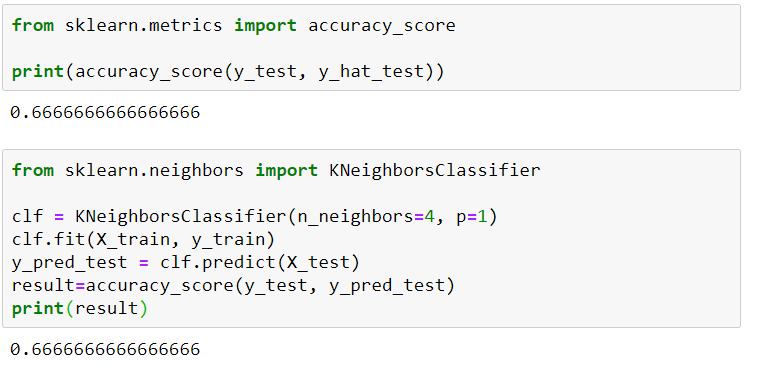 from sklearn.metrics import accuracy_score
print(accuracy_score(y_test, y_hat_test))
0.6666666666666666
from sklearn.neighbors import KNeighborsClassifier
clf = KNeighborsClassifier(n_neighbors=4, p=1)
clf.fit(X_train, y_train)
y_pred_test = clf.predict(X_test)
result=accuracy_score(y_test, y_pred_test)
print(result)
0.6666666666666666